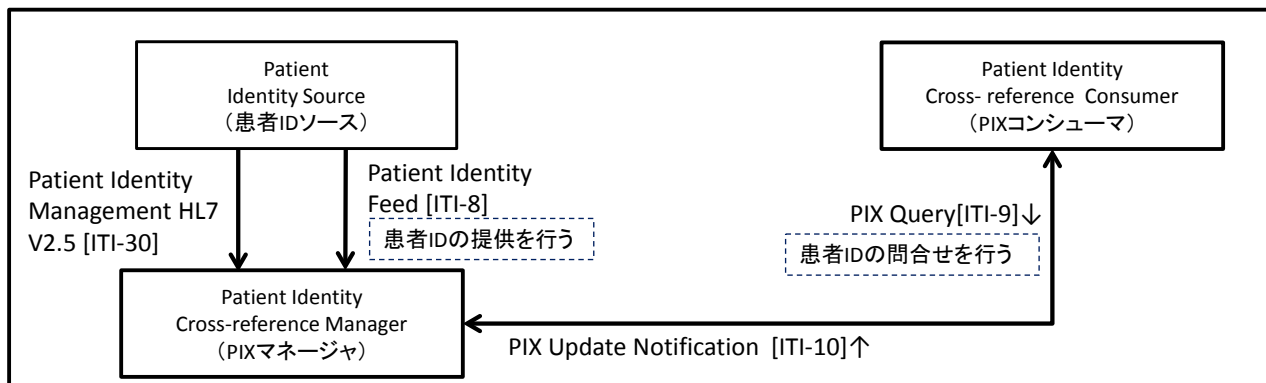 Patient
Identity Source
（患者IDソース）
Patient Identity
Cross- reference Consumer
（PIXコンシューマ）
Patient Identity
Management HL7
V2.5 [ITI-30]
Patient Identity
Feed [ITI-8]
患者IDの提供を行う
PIX Query[ITI-9]↓
患者IDの問合せを行う
Patient Identity
Cross-reference Manager
（PIXマネージャ）
PIX Update Notification [ITI-10]↑